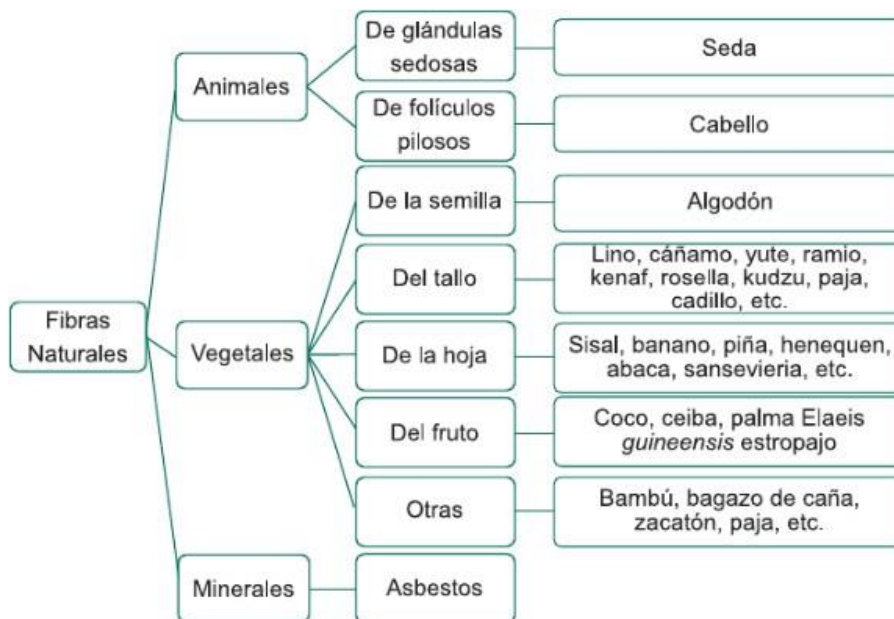 Fibras
Naturales
Animales
De glándulas
sedosas
Seda
De folículos
pilosos
Cabello
Vegetales
De la semilla
Algodón
Del tallo
Lino, cáñamo, yute, ramio,
kenaf, rosella, kudzu, paja,
cadillo, etc.
De la hoja
Sisal, banano, piña, henequen,
abaca, sansevieria, etc.
Del fruto
Coco, ceiba, palma Elaeis
guineensis estropajo
Otras
Bambú, bagazo de caña,
zacatón, paja, etc.
Minerales
Asbestos